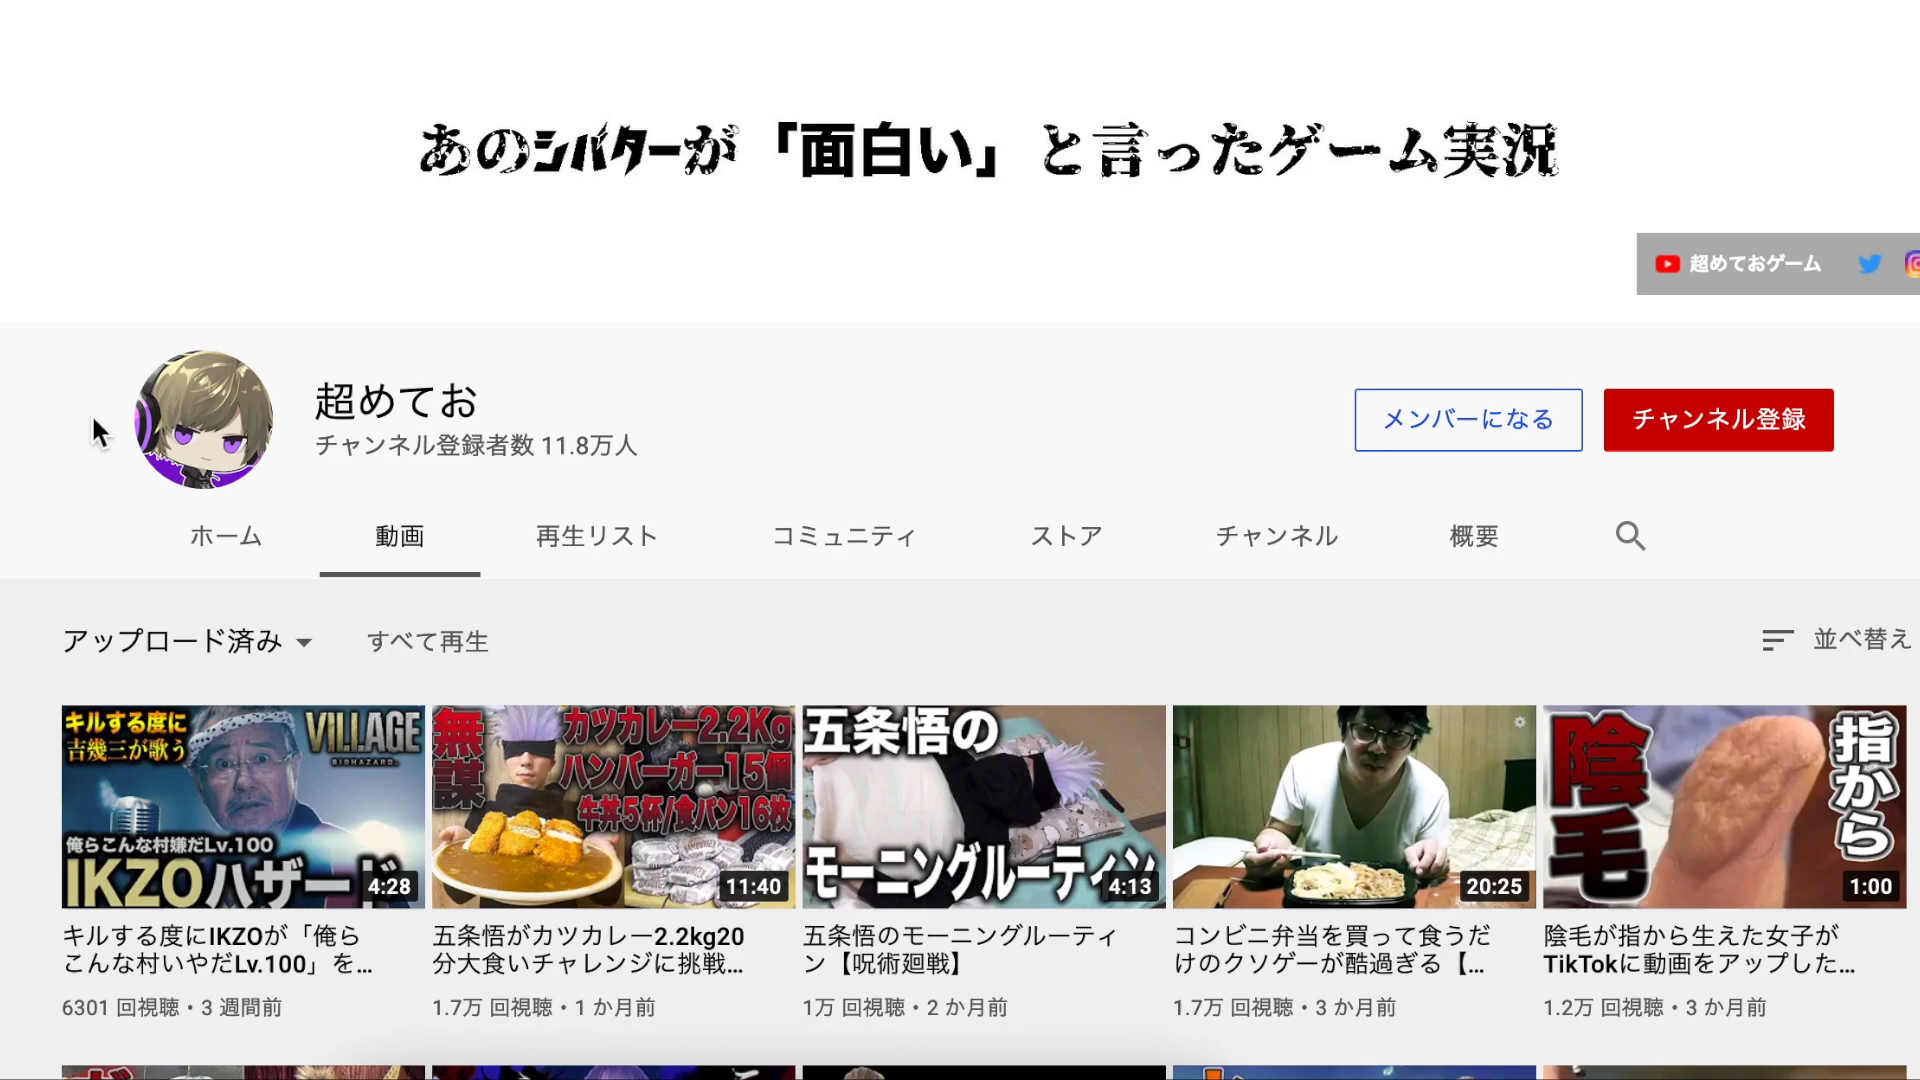 あのシバターが「面白い」と言ったゲーム実況
超めておゲーム
超めてお
チャンネル登録者数 11.8万人
メンバーになる
チャンネル登録
ホーム
動画
再生リスト
コミュニティ
ストア
チャンネル
概要
アップロード済み
すべて再生
並べ替え
キルする度に
吉幾三が歌う
VILLAGE
BIOHAZARD
俺らこんな村嫌だLv.100
IKZOハザード
4:28
無謀
カツカレー2.2Kg
ハンバーガー15個
牛丼5杯/食パン16枚
11:40
五条悟の
モーニングルーティン
4:13
20:25
陰毛
指から
1:00
キルする度にIKZOが「俺ら
こんな村いやだLv.100」を...
6301 回視聴・3 週間前
五条悟がカツカレー2.2kg20
分大食いチャレンジに挑戦...
1.7万 回視聴・1 か月前
五条悟のモーニングルーティ
ン【呪術廻戦】
1万 回視聴・2 か月前
コンビニ弁当を買って食うだ
けのクソゲーが酷過ぎる【...
1.7万 回視聴・3 か月前
陰毛が指から生えた女子が
TikTokに動画をアップした...
1.2万 回視聴・3 か月前